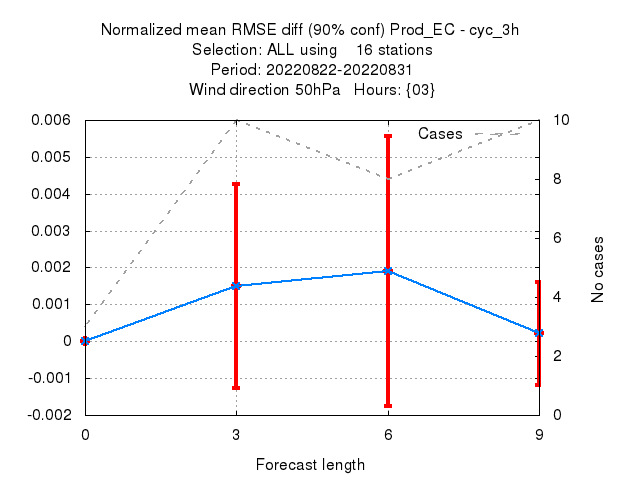 Normalized mean RMSE diff (90% conf) Prod_EC - cyc_3h
Selection: ALL using    16 stations
Period: 20220822-20220831
Wind direction 50hPa   Hours: {03}
Cases
0.006
0.005
0.004
0.003
0.002
0.001
0
-0.001
-0.002
10
8
6
4
2
0
No cases
0
3
6
9
Forecast length